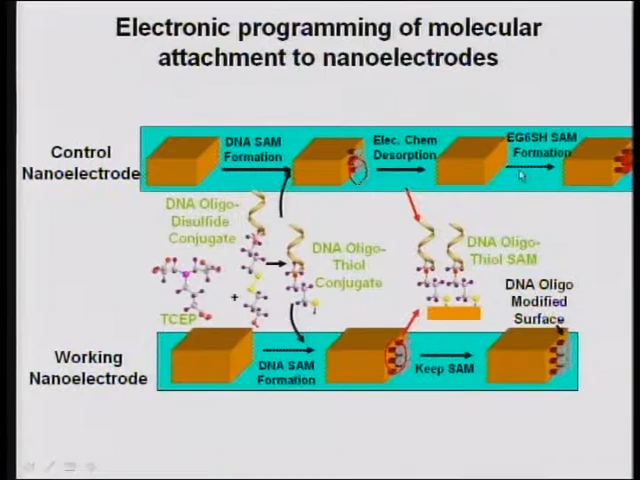 Electronic programming of molecular
attachment to nanoelectrodes
Control
Nanoelectrode
DNA SAM
Formation
Elec. Chem
Desorption
EG6SH SAM
Formation
DNA Oligo-
Disulfide
Conjugate
DNA Oligo-
Thiol
Conjugate
DNA Oligo-
Thiol SAM
TCEP
+
DNA Oligo
Modified
Surface
Working
Nanoelectrode
DNA SAM
Formation
Keep SAM